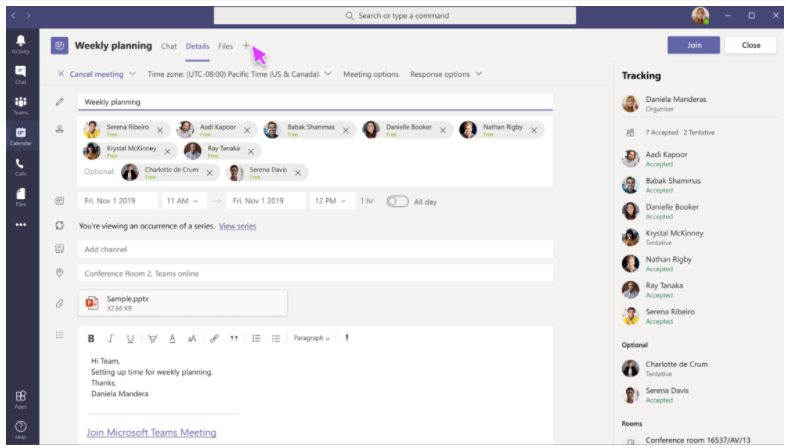 Search or type a command
Activity
Chat
Teams
Calendar
Calls
Files
Apps
Help
Weekly planning Chat Details Files
Join Close
Cancel meeting Time zone: (UTC-08:00) Pacific Time (US & Canada) Meeting options Response options
Weekly planning
Serena Ribeiro Free
Aadi Kapoor Free
Babak Shammas Free
Danielle Booker Free
Nathan Rigby Free
Krystal McKinney Free
Ray Tanaka Free
Optional:
Charlotte de Crum Free
Serena Davis Free
Fri, Nov 1 2019 11 AM → Fri, Nov 1 2019 12 PM 1 hr All day
You're viewing an occurrence of a series. View series
Add channel
Conference Room 2, Teams online
Sample.pptx
32.66 KB
B I U A AA Paragraph
Hi Team,
Setting up time for weekly planning.
Thanks,
Daniela Mandera
Join Microsoft Teams Meeting
Tracking
Daniela Manderas
Organiser
7 Accepted 2 Tentative
Aadi Kapoor
Accepted
Babak Shammas
Accepted
Danielle Booker
Accepted
Krystal McKinney
Tentative
Nathan Rigby
Accepted
Ray Tanaka
Accepted
Serena Ribeiro
Accepted
Optional
Charlotte de Crum
Tentative
Serena Davis
Accepted
Rooms
Conference room 16537/AV/13